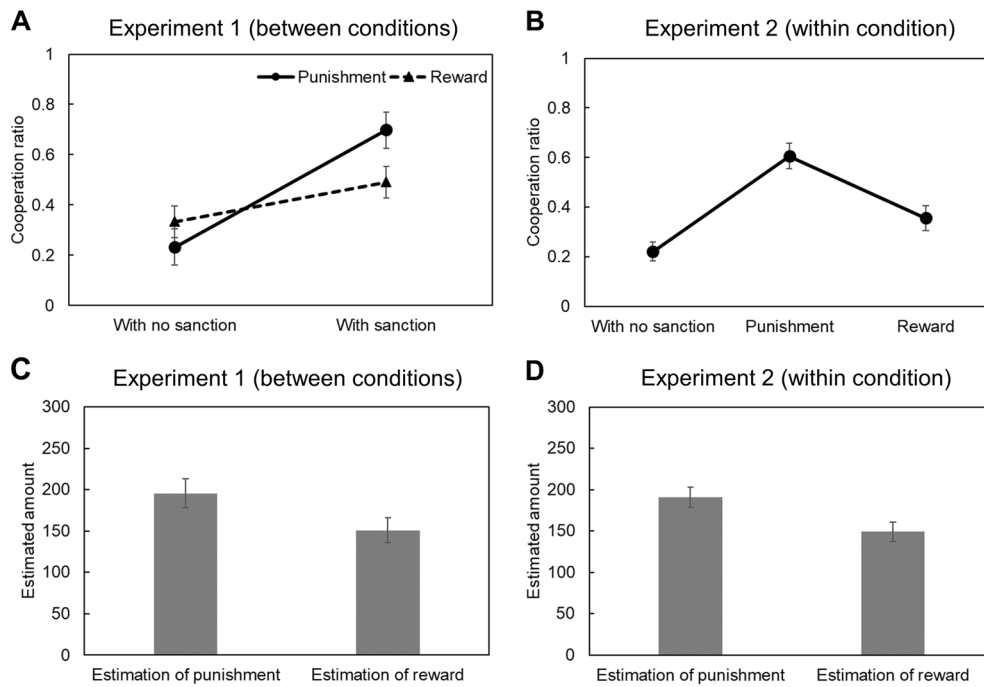 A
Experiment 1 (between conditions)
1
0.8
0.6
0.4
0.2
0
Cooperation ratio
Punishment
Reward
With no sanction
With sanction
B
Experiment 2 (within condition)
1
0.8
0.6
0.4
0.2
0
Cooperation ratio
With no sanction
Punishment
Reward
C
Experiment 1 (between conditions)
300
250
200
150
100
50
0
Estimated amount
Estimation of punishment
Estimation of reward
D
Experiment 2 (within condition)
300
250
200
150
100
50
0
Estimated amount
Estimation of punishment
Estimation of reward